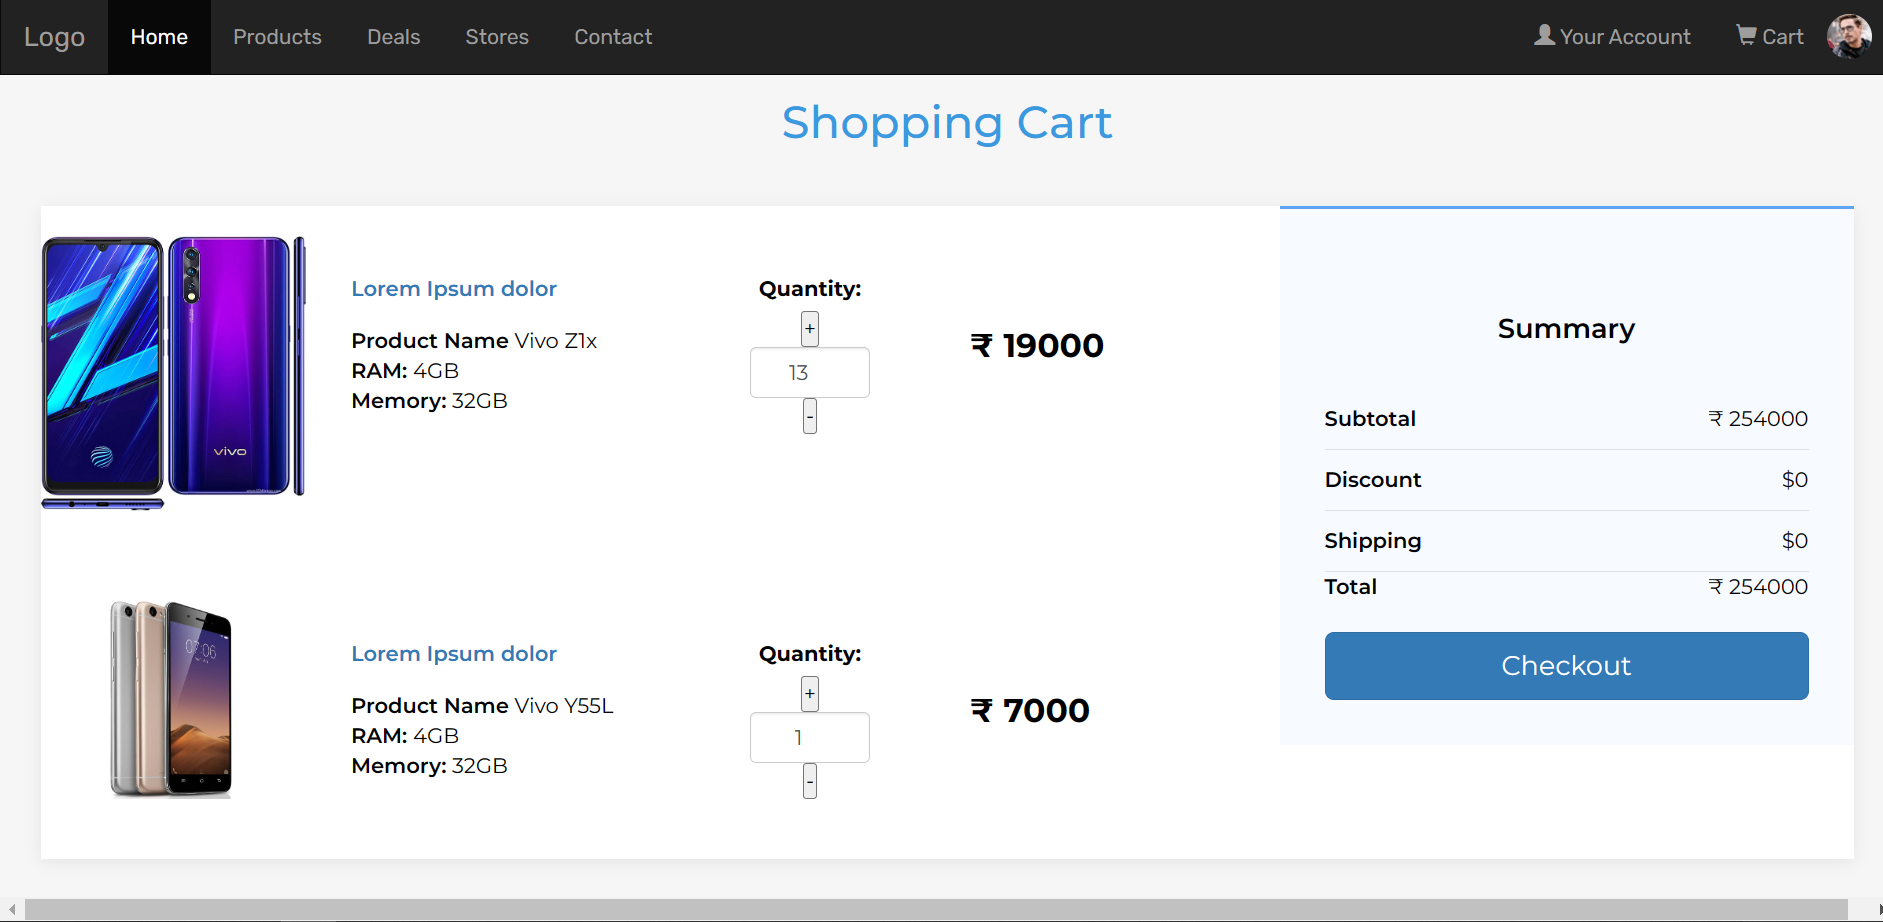 Logo Home Products Deals Stores Contact Your Account Cart
Shopping Cart
Lorem Ipsum dolor
Product Name Vivo Z1x
RAM: 4GB
Memory: 32GB
Quantity:
+
13
-
₹ 19000
vivo
Lorem Ipsum dolor
Product Name Vivo Y55L
RAM: 4GB
Memory: 32GB
Quantity:
+
1
-
₹ 7000
07:06
Summary
Subtotal ₹ 254000
Discount $0
Shipping $0
Total ₹ 254000
Checkout